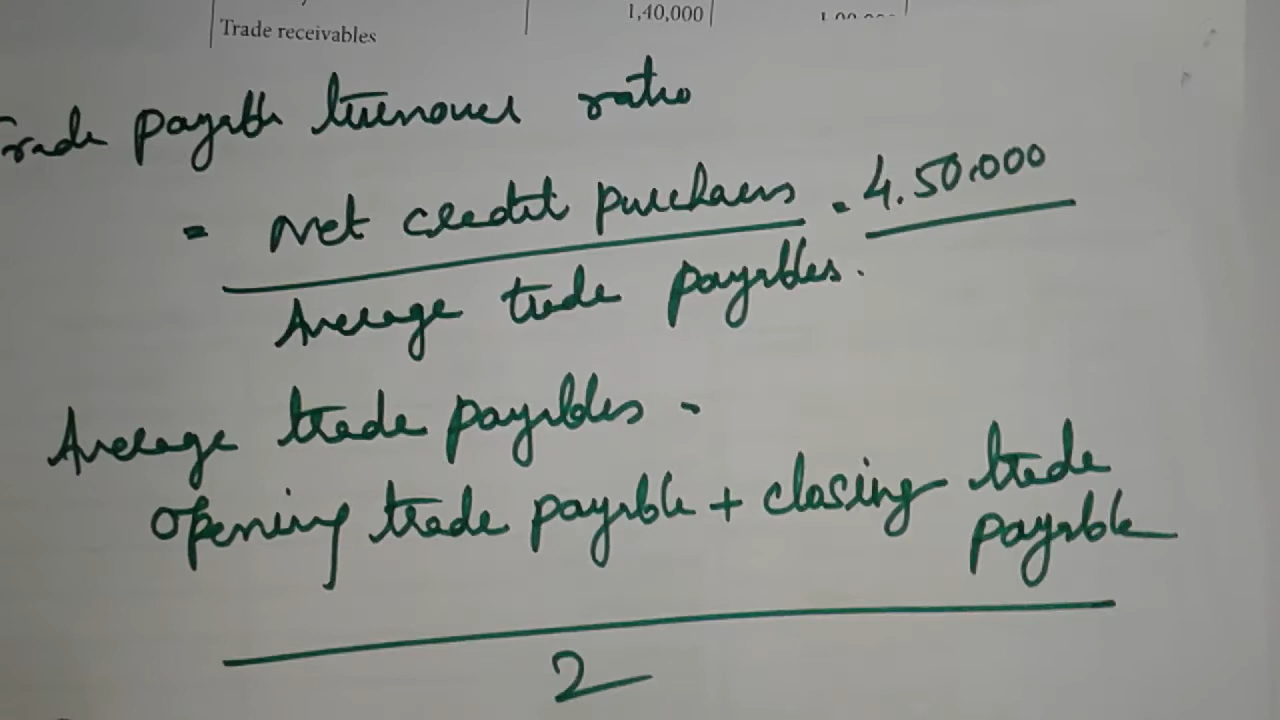 1,40,000
Trade receivables
Trade payable turnover ratio
= Net credit purchases = 4.50.000
Average trade payables.
Average trade payables =
Opening trade payable + closing trade
payable
2